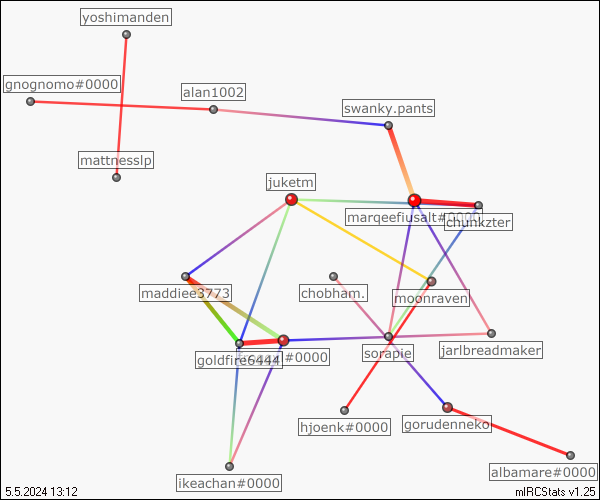 yoshimanden
gnognomo#0000
alan1002
swanky.pants
mattnesslp
juketm
marqeefiusalt#0000
chunkzter
maddiee3773
chobham.
moonraven
goldfire6444
#0000
sorapie
jarlbreadmaker
hjoenk#0000
gorudenneko
ikeachan#0000
albamare#0000
5.5.2024 13:12
mIRCStats v1.25